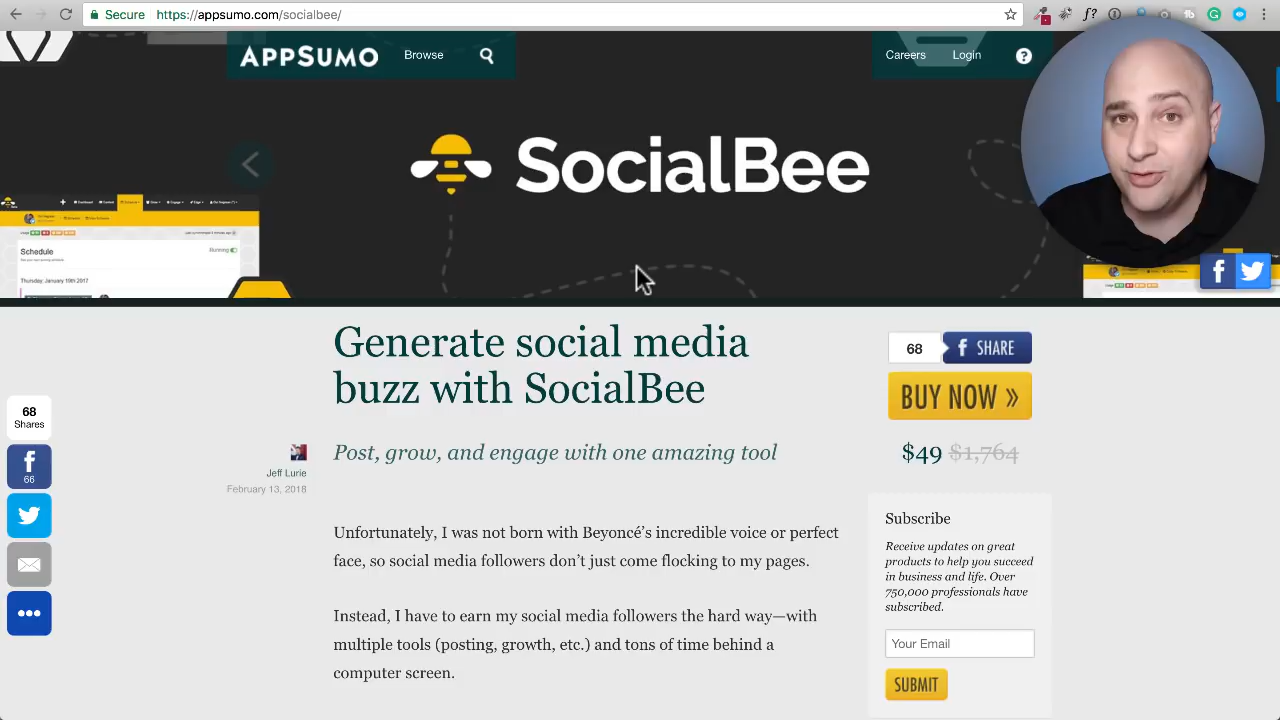 Secure https://appsumo.com/socialbee/
APPSUMO Browse Careers Login ?
SocialBee
Schedule
Thursday: January 19th 2017
Generate social media
buzz with SocialBee
Post, grow, and engage with one amazing tool
Jeff Lurie
February 13, 2018
Unfortunately, I was not born with Beyoncé’s incredible voice or perfect
face, so social media followers don’t just come flocking to my pages.
Instead, I have to earn my social media followers the hard way—with
multiple tools (posting, growth, etc.) and tons of time behind a
computer screen.
68
Shares
66
68 SHARE
BUY NOW »
$49 $1,764
Subscribe
Receive updates on great
products to help you succeed
in business and life. Over
750,000 professionals have
subscribed.
Your Email
SUBMIT